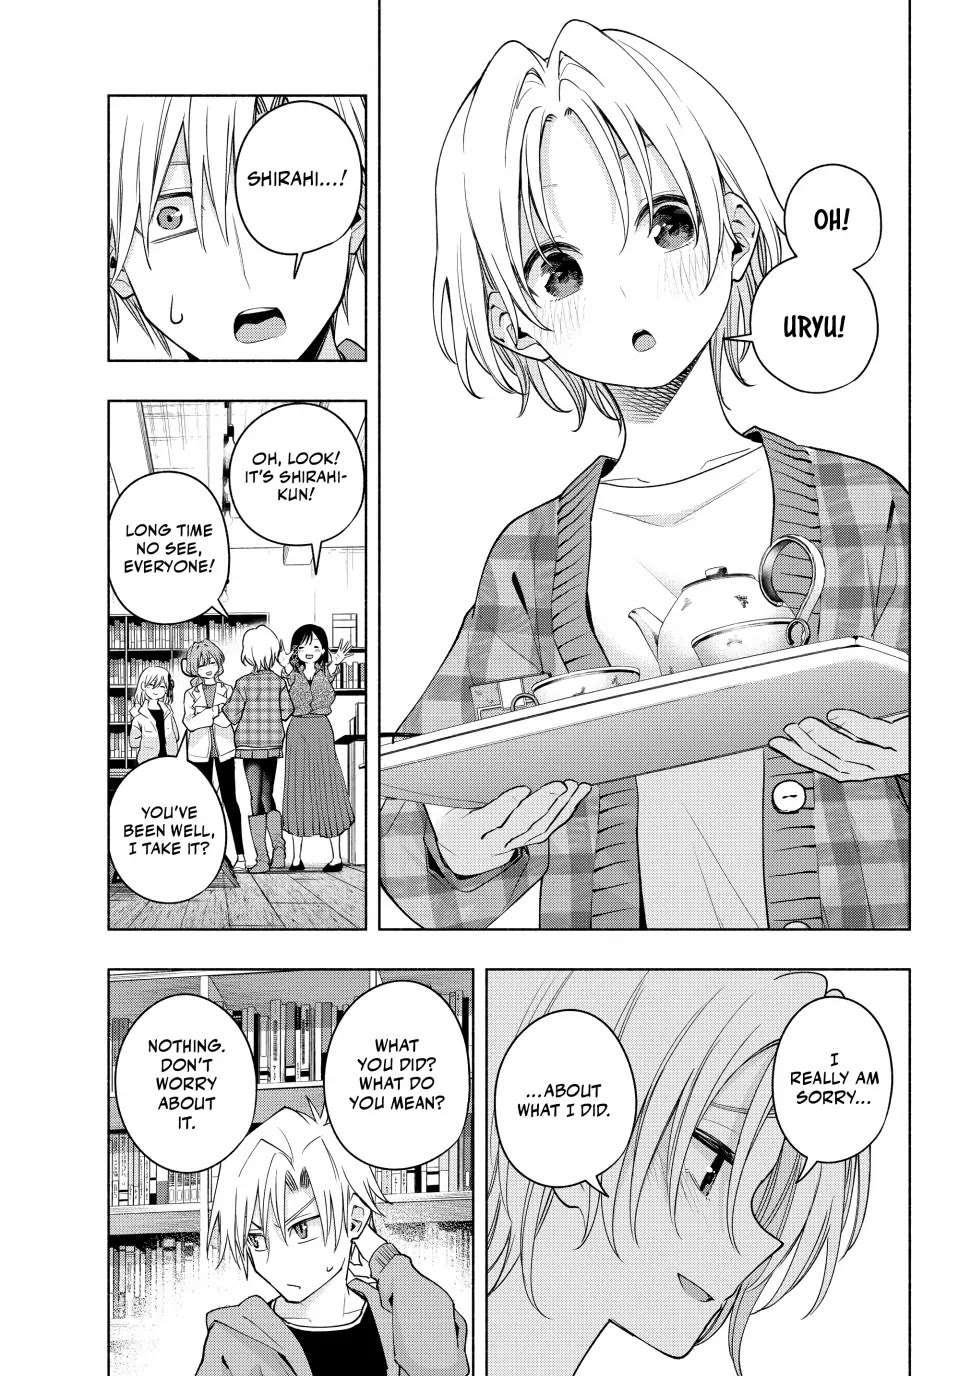 OH!
URYU!
SHIRAHI...!
OH, LOOK!
IT'S SHIRAHI-
KUN!
LONG TIME
NO SEE,
EVERYONE!
YOU'VE
BEEN WELL,
I TAKE IT?
I
REALLY AM
SORRY...
...ABOUT
WHAT I DID.
WHAT
YOU DID?
WHAT DO
YOU MEAN?
NOTHING.
DON'T
WORRY
ABOUT
IT.